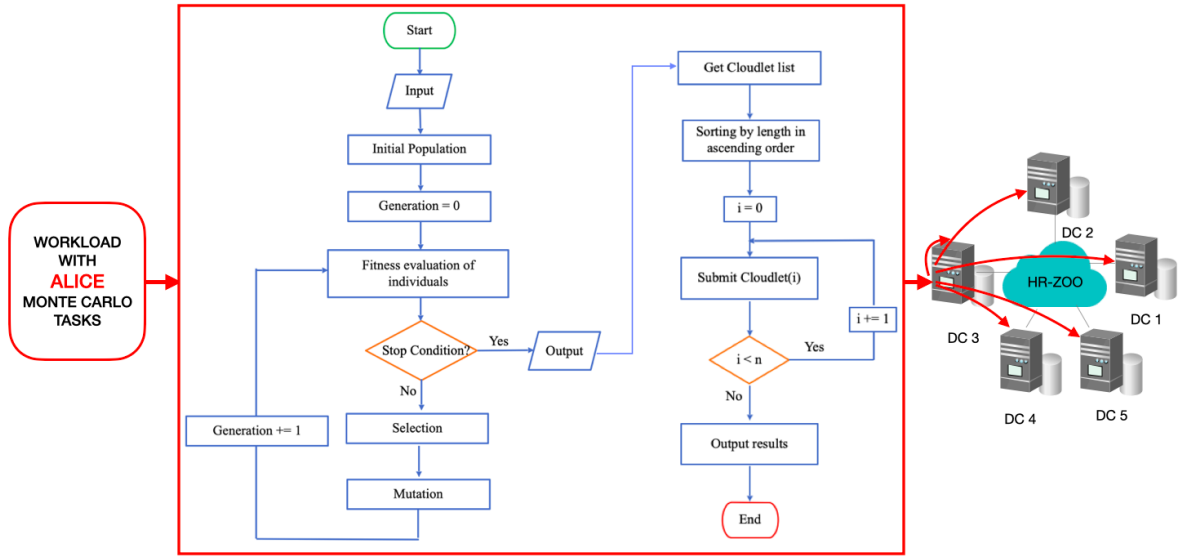 WORKLOAD
WITH
ALICE
MONTE CARLO
TASKS
Start
Input
Initial Population
Generation = 0
Fitness evaluation of
individuals
Stop Condition?
Yes
Output
No
Selection
Generation += 1
Mutation
Get Cloudlet list
Sorting by length in
ascending order
i = 0
Submit Cloudlet(i)
i += 1
i < n
Yes
No
Output results
End
DC 2
HR-ZOO
DC 1
DC 3
DC 4
DC 5